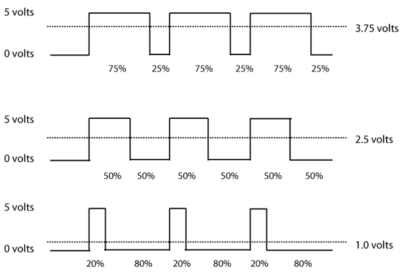 5 volts
3.75 volts
0 volts
75% 25% 75% 25% 75% 25%
5 volts
2.5 volts
0 volts
50% 50% 50% 50% 50% 50%
5 volts
0 volts
1.0 volts
20% 80% 20% 80% 20% 80%